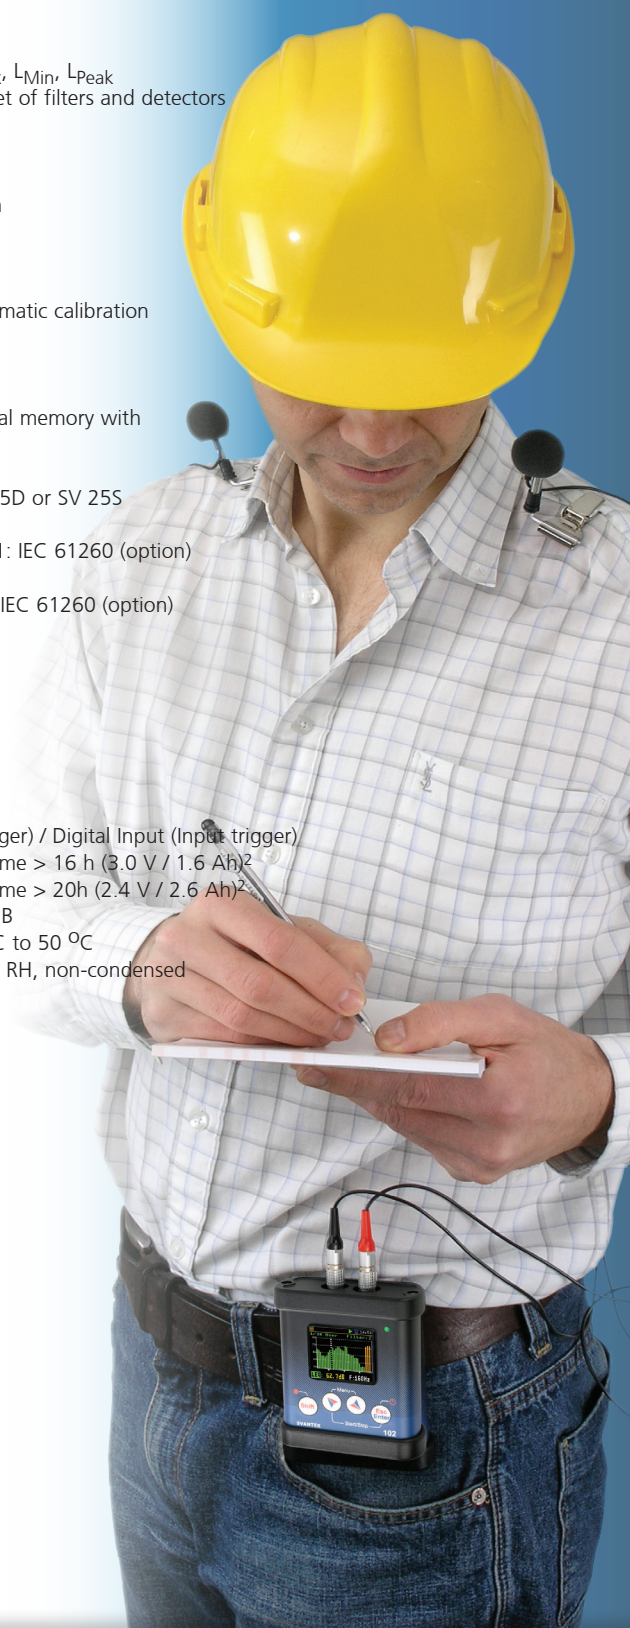 , LMin, LPeak
et of filters and detectors
matic calibration
al memory with
5D or SV 25S
: IEC 61260 (option)
IEC 61260 (option)
ger) / Digital Input (Input trigger)
me > 16 h (3.0 V / 1.6 Ah)2
me > 20h (2.4 V / 2.6 Ah)2
B
C to 50 OC
RH, non-condensed
62.7dB F:160Hz
Menu
Shift
Esc
Enter
Start/Stop
SVANTEK 102